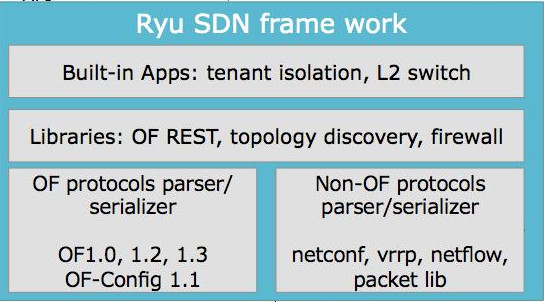 Ryu SDN frame work
Built-in Apps: tenant isolation, L2 switch
Libraries: OF REST, topology discovery, firewall
OF protocols parser/
serializer
OF1.0, 1.2, 1.3
OF-Config 1.1
Non-OF protocols
parser/serializer
netconf, vrrp, netflow,
packet lib